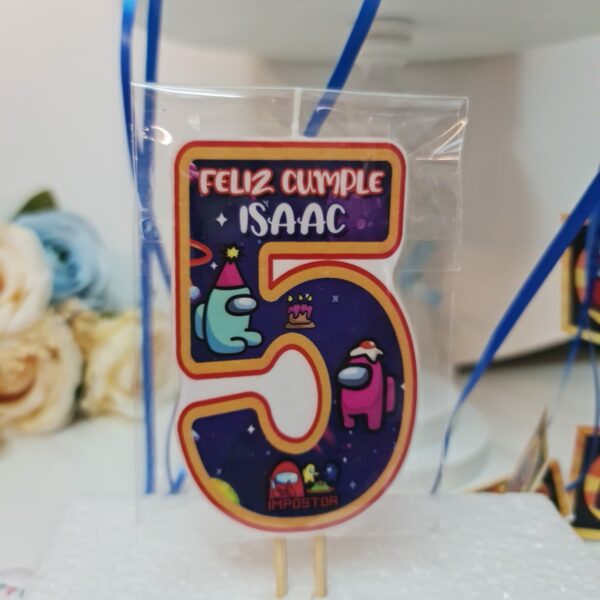 FELIZ CUMPLE
ISAAC
5
IMPOSTOR